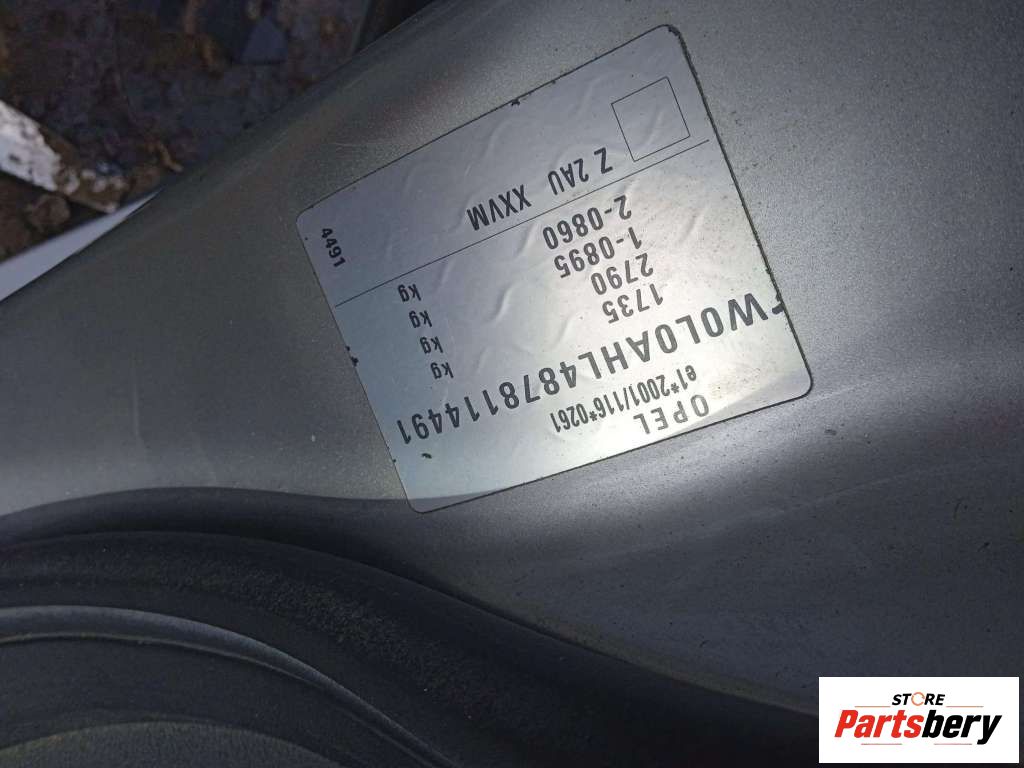 OPEL
e1*2001/116*0261
*W0L0AHL4878114491
1735 kg
2790 kg
1-0895 kg
2-0860 kg
Z 2AU XXVM
4491
STORE
Partsbery